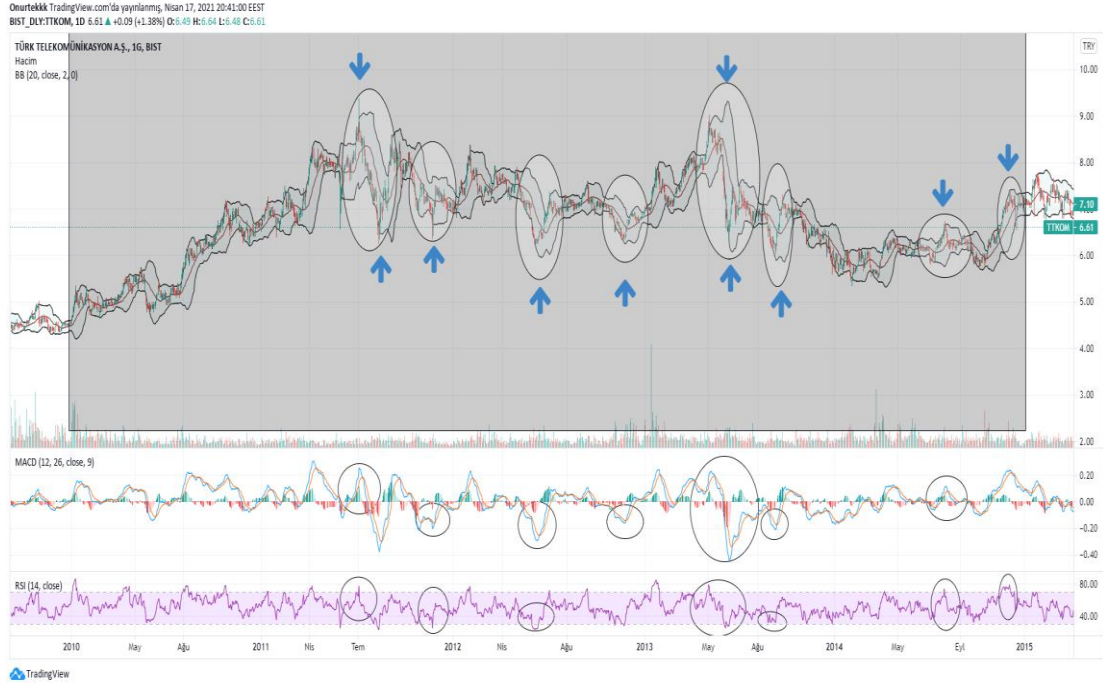 Onurtekkk TradingView.com'da yayınlanmış, Nisan 17, 2021 20:41:00 EEST
BIST_DLY:TTKOM, 1D 6.61 ▲ +0.09 (+1.38%) O:6.49 H:6.64 L:6.48 C:6.61
TÜRK TELEKOMÜNİKASYON A.Ş., 1G, BIST
TRY
Hacim
BB (20, close, 2, 0)
10.00
9.00
8.00
7.10
TTKOM 6.61
6.00
5.00
4.00
3.00
2.00
MACD (12, 26, close, 9)
0.20
0.00
-0.20
-0.40
RSI (14, close)
80.00
40.00
2010 May Ağu 2011 Nis Tem 2012 Nis Ağu 2013 May Ağu 2014 May Eyl 2015
TradingView